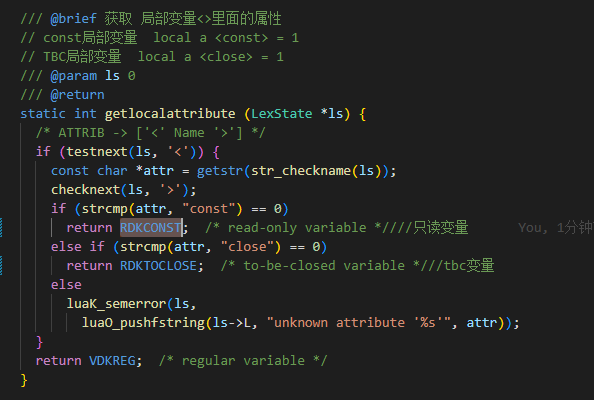 /// @brief 获取 局部变量<>里面的属性
// const局部变量  local a <const> = 1
// TBC局部变量  local a <close> = 1
/// @param ls 0
/// @return
static int getlocalattribute (LexState *ls) {
  /* ATTRIB -> ['<' Name '>'] */
  if (testnext(ls, '<')) {
    const char *attr = getstr(str_checkname(ls));
    checknext(ls, '>');
    if (strcmp(attr, "const") == 0)
      return RDKCONST;  /* read-only variable *////只读变量      You, 1分钟
    else if (strcmp(attr, "close") == 0)
      return RDKTOCLOSE;  /* to-be-closed variable *///tbc变量
    else
      luaK_semerror(ls,
        luaO_pushfstring(ls->L, "unknown attribute '%s'", attr));
  }
  return VDKREG;  /* regular variable */
}